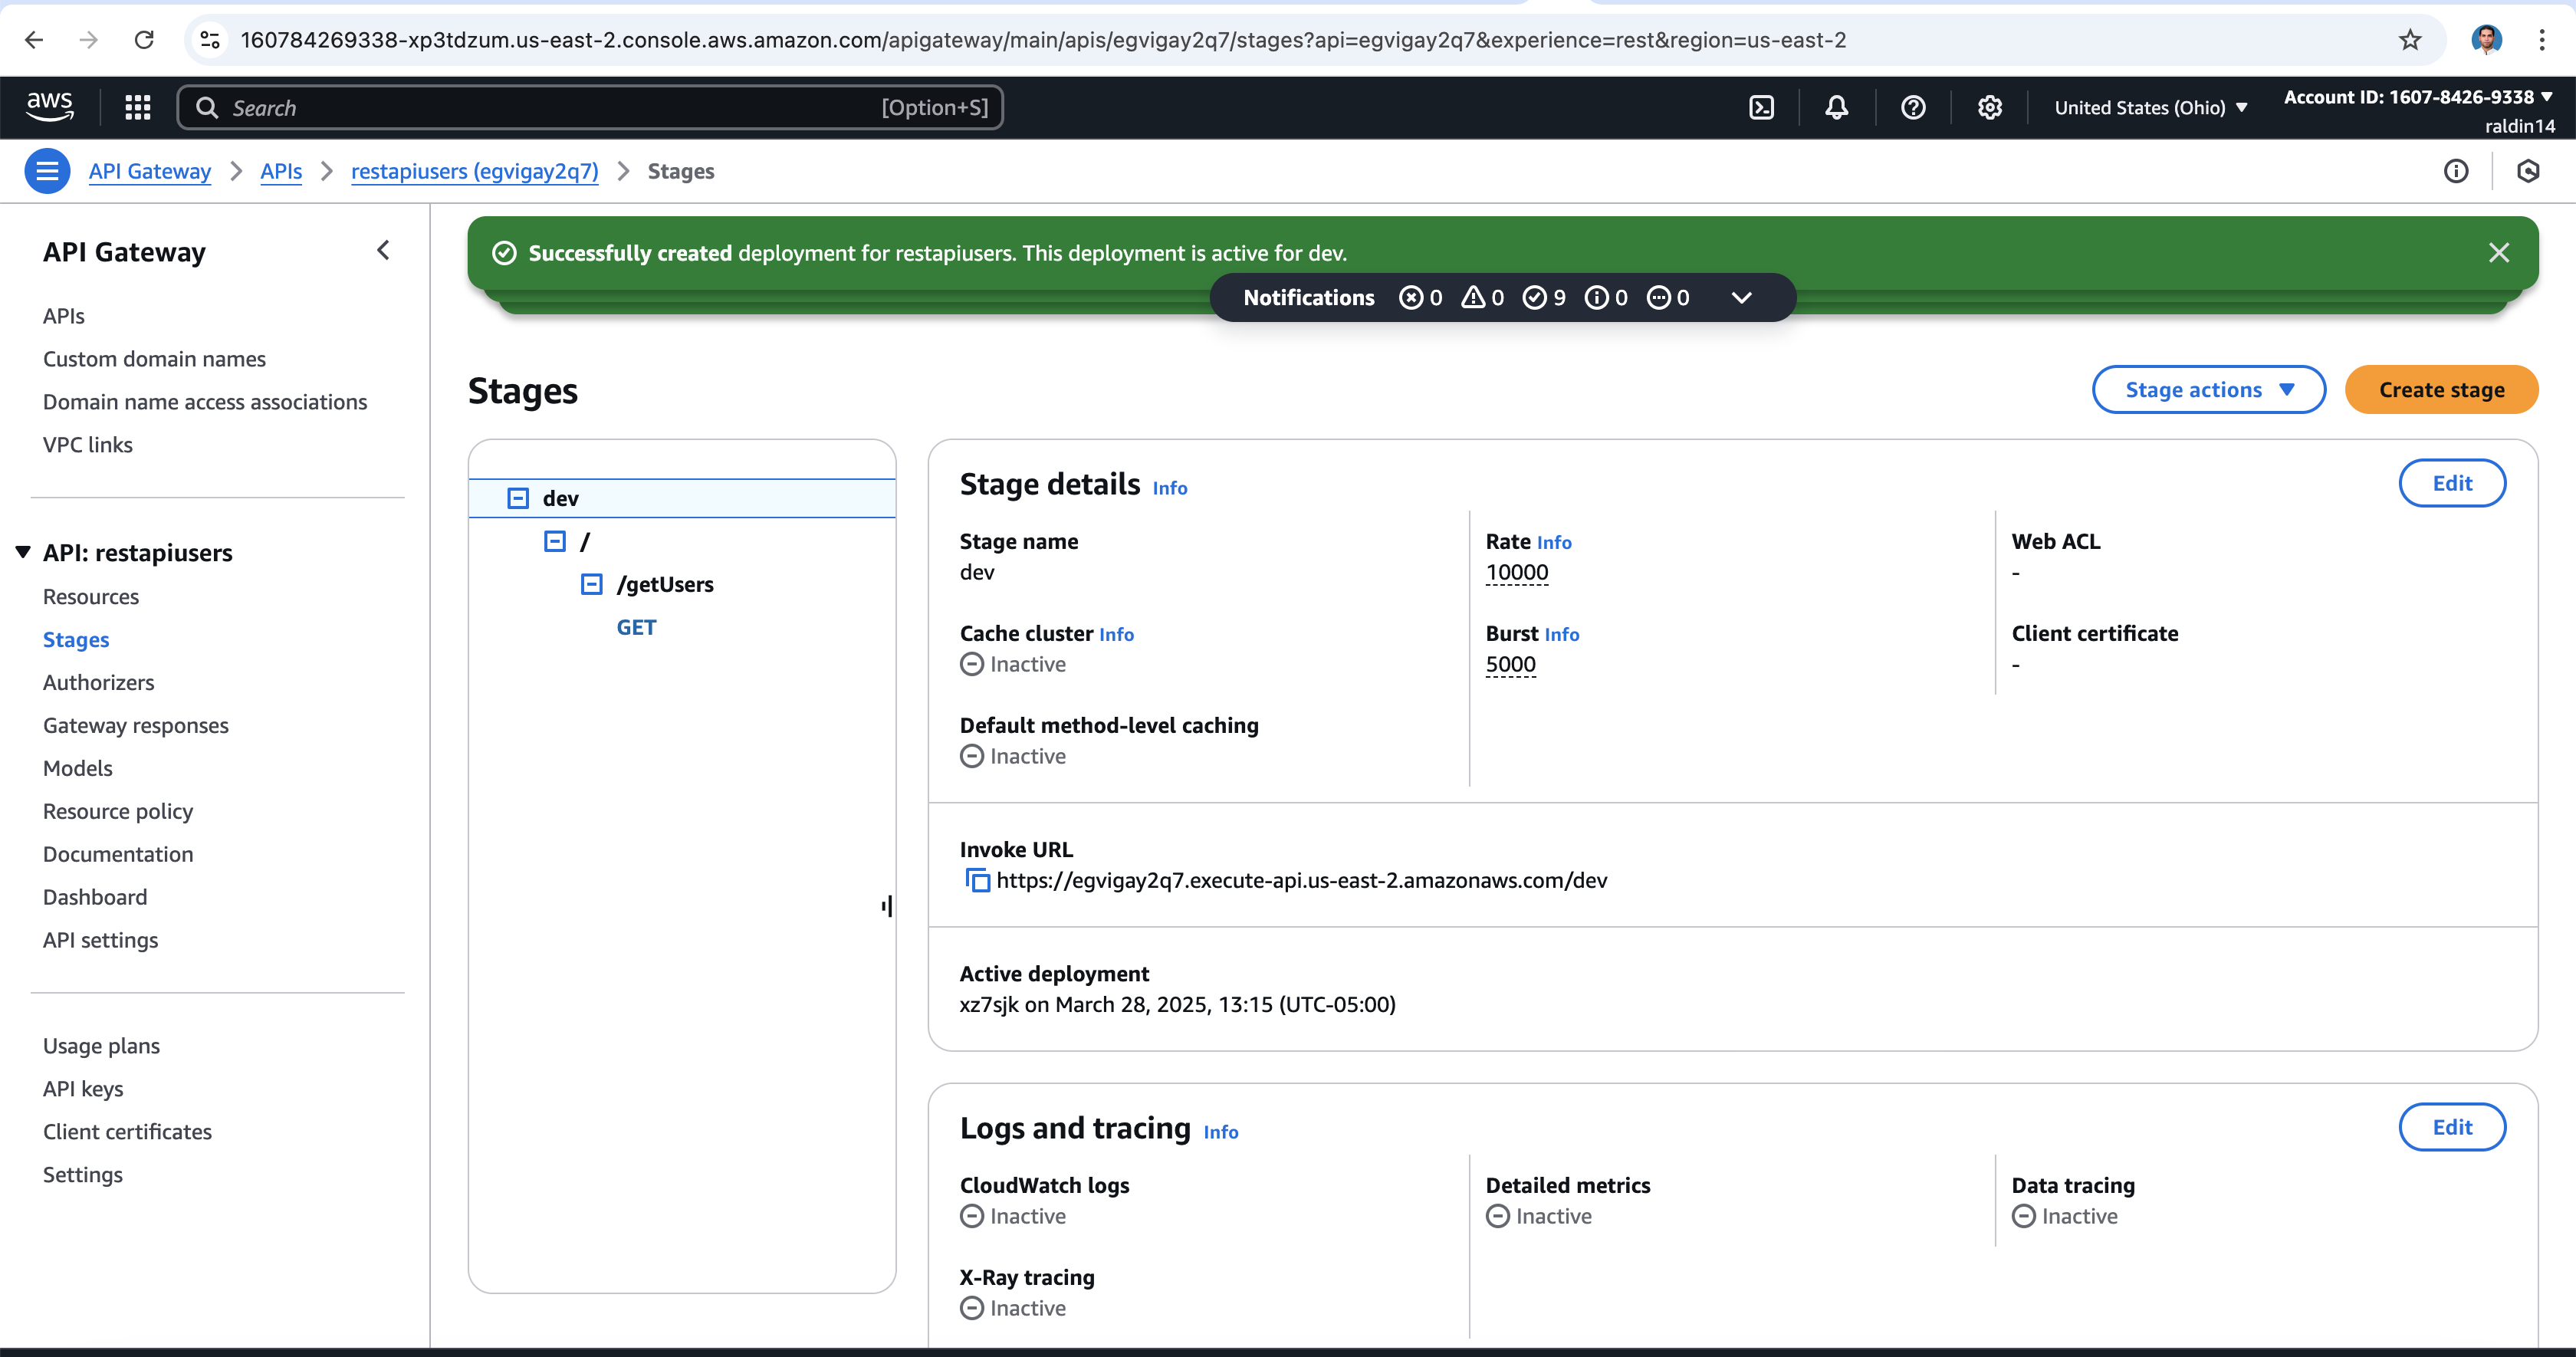 160784269338-xp3tdzum.us-east-2.console.aws.amazon.com/apigateway/main/apis/egvigay2q7/stages?api=egvigay2q7&experience=rest&region=us-east-2
aws
Search
[Option+S]
United States (Ohio)
Account ID: 1607-8426-9338
raldin14
API Gateway
APIs
restapiusers (egvigay2q7)
Stages
API Gateway
APIs
Custom domain names
Domain name access associations
VPC links
API: restapiusers
Resources
Stages
Authorizers
Gateway responses
Models
Resource policy
Documentation
Dashboard
API settings
Usage plans
API keys
Client certificates
Settings
Successfully created deployment for restapiusers. This deployment is active for dev.
Notifications 0 0 9 0 0
Stages
Stage actions
Create stage
dev
/
/getUsers
GET
Stage details Info
Edit
Stage name
dev
Rate Info
10000
Web ACL
-
Cache cluster Info
Inactive
Burst Info
5000
Client certificate
-
Default method-level caching
Inactive
Invoke URL
https://egvigay2q7.execute-api.us-east-2.amazonaws.com/dev
Active deployment
xz7sjk on March 28, 2025, 13:15 (UTC-05:00)
Logs and tracing Info
Edit
CloudWatch logs
Inactive
Detailed metrics
Inactive
Data tracing
Inactive
X-Ray tracing
Inactive